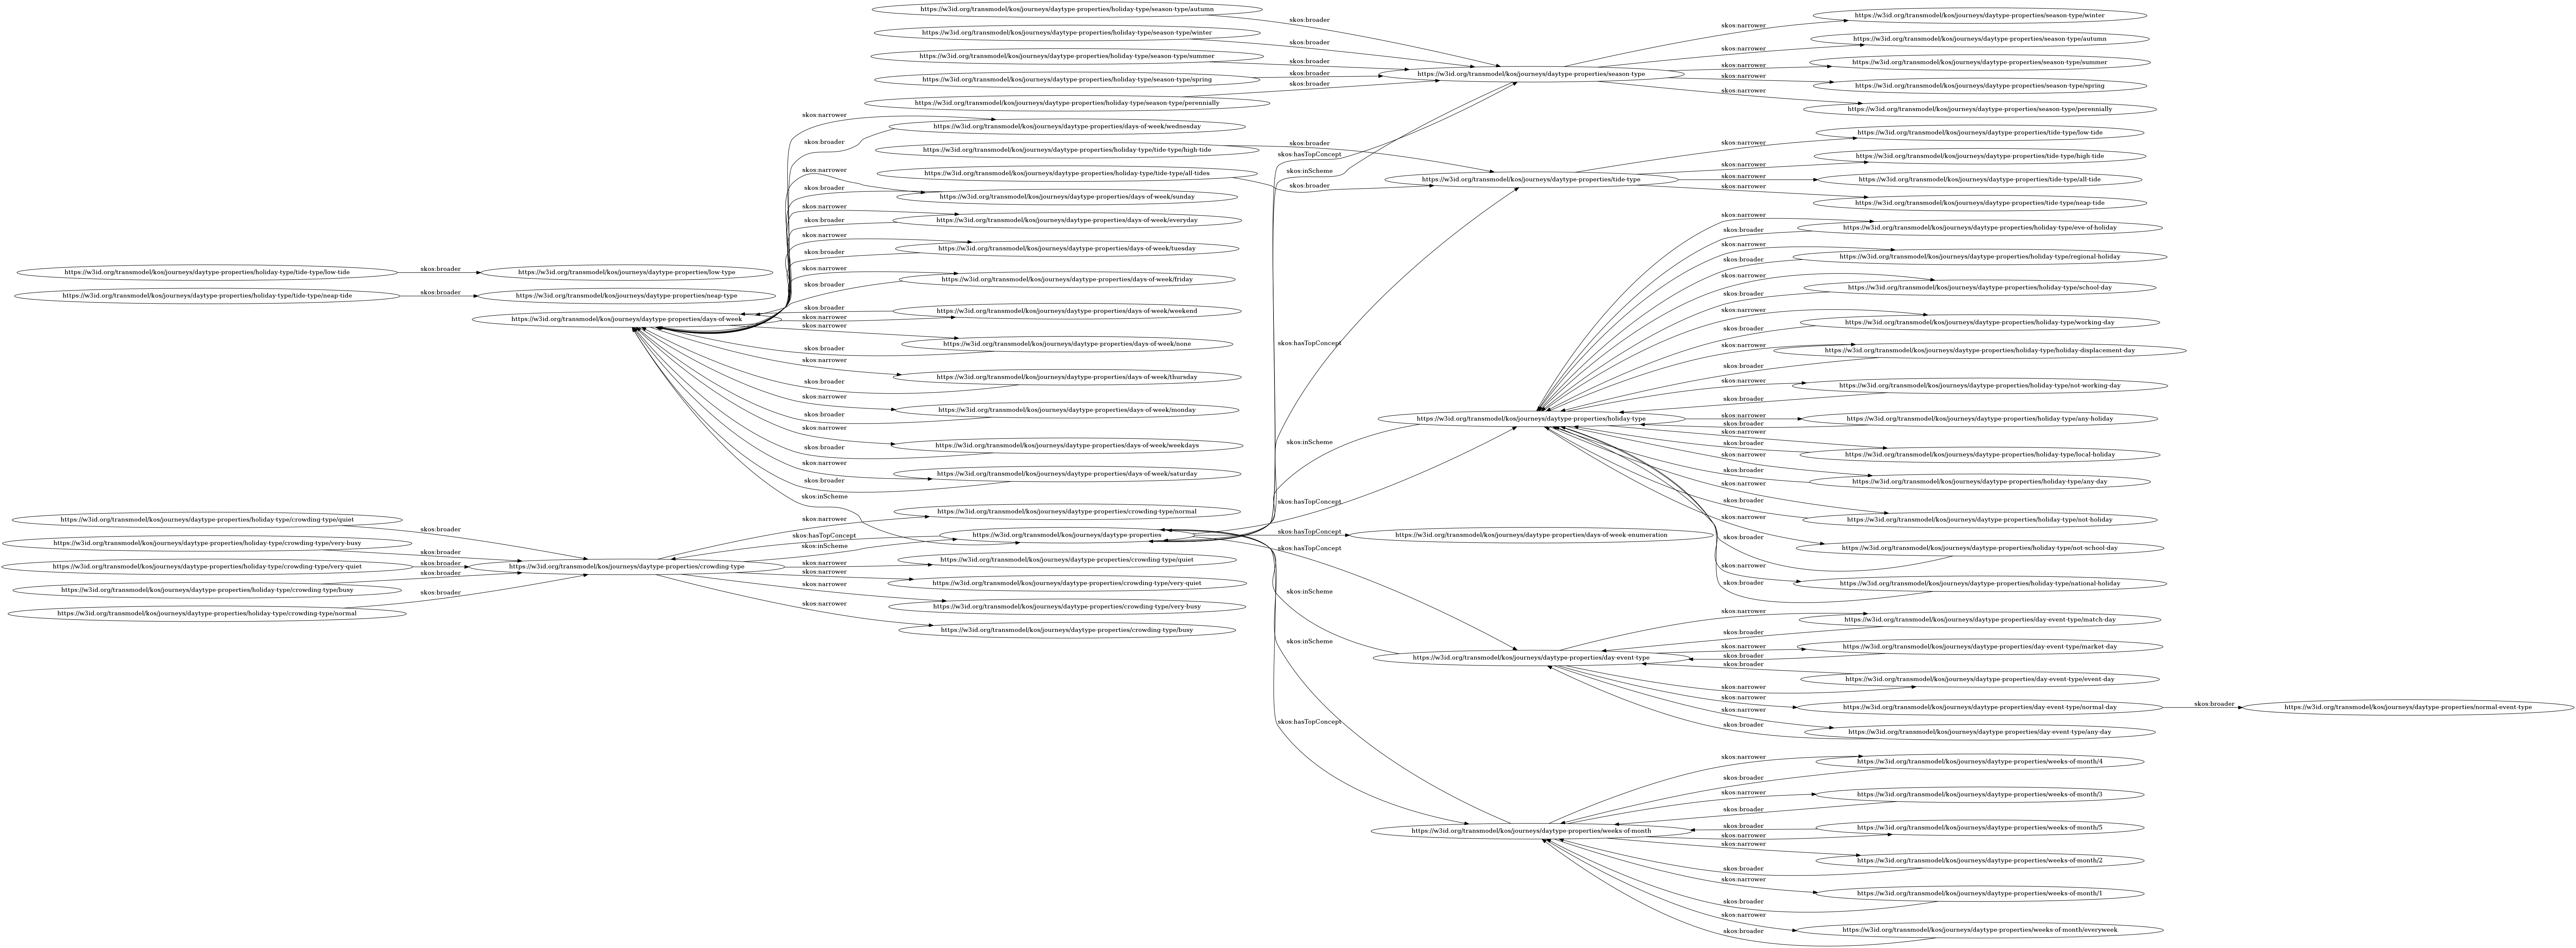 https://w3id.org/transmodel/kos/journeys/daytype-properties/holiday-type/season-type/autumn
skos:broader
https://w3id.org/transmodel/kos/journeys/daytype-properties/holiday-type/season-type/winter
skos:broader
https://w3id.org/transmodel/kos/journeys/daytype-properties/holiday-type/season-type/summer
skos:broader
https://w3id.org/transmodel/kos/journeys/daytype-properties/holiday-type/season-type/spring
skos:broader
https://w3id.org/transmodel/kos/journeys/daytype-properties/holiday-type/season-type/perennially
skos:broader
https://w3id.org/transmodel/kos/journeys/daytype-properties/season-type
skos:narrower
https://w3id.org/transmodel/kos/journeys/daytype-properties/season-type/winter
skos:narrower
https://w3id.org/transmodel/kos/journeys/daytype-properties/season-type/autumn
skos:narrower
https://w3id.org/transmodel/kos/journeys/daytype-properties/season-type/summer
skos:narrower
https://w3id.org/transmodel/kos/journeys/daytype-properties/season-type/spring
skos:narrower
https://w3id.org/transmodel/kos/journeys/daytype-properties/season-type/perennially
skos:hasTopConcept
skos:inScheme
https://w3id.org/transmodel/kos/journeys/daytype-properties/holiday-type/tide-type/high-tide
skos:broader
https://w3id.org/transmodel/kos/journeys/daytype-properties/holiday-type/tide-type/all-tides
skos:broader
https://w3id.org/transmodel/kos/journeys/daytype-properties/tide-type
skos:narrower
https://w3id.org/transmodel/kos/journeys/daytype-properties/tide-type/low-tide
skos:narrower
https://w3id.org/transmodel/kos/journeys/daytype-properties/tide-type/high-tide
skos:narrower
https://w3id.org/transmodel/kos/journeys/daytype-properties/tide-type/all-tide
skos:narrower
https://w3id.org/transmodel/kos/journeys/daytype-properties/tide-type/neap-tide
skos:hasTopConcept
https://w3id.org/transmodel/kos/journeys/daytype-properties/holiday-type/tide-type/low-tide
skos:broader
https://w3id.org/transmodel/kos/journeys/daytype-properties/low-type
https://w3id.org/transmodel/kos/journeys/daytype-properties/holiday-type/tide-type/neap-tide
skos:broader
https://w3id.org/transmodel/kos/journeys/daytype-properties/neap-type
https://w3id.org/transmodel/kos/journeys/daytype-properties/days-of-week
skos:narrower
https://w3id.org/transmodel/kos/journeys/daytype-properties/days-of-week/wednesday
skos:broader
skos:narrower
skos:broader
https://w3id.org/transmodel/kos/journeys/daytype-properties/days-of-week/sunday
skos:narrower
https://w3id.org/transmodel/kos/journeys/daytype-properties/days-of-week/everyday
skos:broader
skos:narrower
https://w3id.org/transmodel/kos/journeys/daytype-properties/days-of-week/tuesday
skos:broader
skos:narrower
https://w3id.org/transmodel/kos/journeys/daytype-properties/days-of-week/friday
skos:broader
skos:broader
https://w3id.org/transmodel/kos/journeys/daytype-properties/days-of-week/weekend
skos:narrower
skos:narrower
https://w3id.org/transmodel/kos/journeys/daytype-properties/days-of-week/none
skos:broader
skos:narrower
https://w3id.org/transmodel/kos/journeys/daytype-properties/days-of-week/thursday
skos:broader
skos:narrower
https://w3id.org/transmodel/kos/journeys/daytype-properties/days-of-week/monday
skos:broader
skos:narrower
https://w3id.org/transmodel/kos/journeys/daytype-properties/days-of-week/weekdays
skos:broader
skos:narrower
https://w3id.org/transmodel/kos/journeys/daytype-properties/days-of-week/saturday
skos:broader
skos:inScheme
https://w3id.org/transmodel/kos/journeys/daytype-properties/holiday-type/crowding-type/quiet
skos:broader
https://w3id.org/transmodel/kos/journeys/daytype-properties/holiday-type/crowding-type/very-busy
skos:broader
https://w3id.org/transmodel/kos/journeys/daytype-properties/holiday-type/crowding-type/very-quiet
skos:broader
https://w3id.org/transmodel/kos/journeys/daytype-properties/holiday-type/crowding-type/busy
skos:broader
https://w3id.org/transmodel/kos/journeys/daytype-properties/holiday-type/crowding-type/normal
skos:broader
https://w3id.org/transmodel/kos/journeys/daytype-properties/crowding-type
skos:narrower
https://w3id.org/transmodel/kos/journeys/daytype-properties/crowding-type/normal
skos:hasTopConcept
https://w3id.org/transmodel/kos/journeys/daytype-properties
skos:inScheme
skos:narrower
https://w3id.org/transmodel/kos/journeys/daytype-properties/crowding-type/quiet
skos:narrower
https://w3id.org/transmodel/kos/journeys/daytype-properties/crowding-type/very-quiet
skos:narrower
https://w3id.org/transmodel/kos/journeys/daytype-properties/crowding-type/very-busy
skos:narrower
https://w3id.org/transmodel/kos/journeys/daytype-properties/crowding-type/busy
skos:inScheme
skos:hasTopConcept
https://w3id.org/transmodel/kos/journeys/daytype-properties/holiday-type
skos:narrower
https://w3id.org/transmodel/kos/journeys/daytype-properties/holiday-type/eve-of-holiday
skos:broader
skos:narrower
https://w3id.org/transmodel/kos/journeys/daytype-properties/holiday-type/regional-holiday
skos:broader
skos:narrower
https://w3id.org/transmodel/kos/journeys/daytype-properties/holiday-type/school-day
skos:broader
skos:narrower
https://w3id.org/transmodel/kos/journeys/daytype-properties/holiday-type/working-day
skos:broader
skos:narrower
https://w3id.org/transmodel/kos/journeys/daytype-properties/holiday-type/holiday-displacement-day
skos:broader
skos:narrower
https://w3id.org/transmodel/kos/journeys/daytype-properties/holiday-type/not-working-day
skos:broader
skos:narrower
https://w3id.org/transmodel/kos/journeys/daytype-properties/holiday-type/any-holiday
skos:broader
skos:narrower
skos:broader
https://w3id.org/transmodel/kos/journeys/daytype-properties/holiday-type/local-holiday
skos:narrower
skos:broader
https://w3id.org/transmodel/kos/journeys/daytype-properties/holiday-type/any-day
skos:narrower
https://w3id.org/transmodel/kos/journeys/daytype-properties/holiday-type/not-holiday
skos:broader
skos:narrower
https://w3id.org/transmodel/kos/journeys/daytype-properties/holiday-type/not-school-day
skos:broader
skos:narrower
https://w3id.org/transmodel/kos/journeys/daytype-properties/holiday-type/national-holiday
skos:broader
skos:hasTopConcept
https://w3id.org/transmodel/kos/journeys/daytype-properties/days-of-week-enumeration
skos:hasTopConcept
skos:inScheme
https://w3id.org/transmodel/kos/journeys/daytype-properties/day-event-type
skos:narrower
https://w3id.org/transmodel/kos/journeys/daytype-properties/day-event-type/match-day
skos:broader
skos:narrower
https://w3id.org/transmodel/kos/journeys/daytype-properties/day-event-type/market-day
skos:broader
skos:broader
https://w3id.org/transmodel/kos/journeys/daytype-properties/day-event-type/event-day
skos:narrower
skos:narrower
https://w3id.org/transmodel/kos/journeys/daytype-properties/day-event-type/normal-day
skos:broader
https://w3id.org/transmodel/kos/journeys/daytype-properties/normal-event-type
skos:narrower
skos:broader
https://w3id.org/transmodel/kos/journeys/daytype-properties/day-event-type/any-day
skos:inScheme
skos:hasTopConcept
https://w3id.org/transmodel/kos/journeys/daytype-properties/weeks-of-month
skos:narrower
https://w3id.org/transmodel/kos/journeys/daytype-properties/weeks-of-month/4
skos:broader
skos:narrower
https://w3id.org/transmodel/kos/journeys/daytype-properties/weeks-of-month/3
skos:broader
skos:broader
https://w3id.org/transmodel/kos/journeys/daytype-properties/weeks-of-month/5
skos:narrower
skos:narrower
https://w3id.org/transmodel/kos/journeys/daytype-properties/weeks-of-month/2
skos:broader
skos:narrower
https://w3id.org/transmodel/kos/journeys/daytype-properties/weeks-of-month/1
skos:broader
skos:narrower
https://w3id.org/transmodel/kos/journeys/daytype-properties/weeks-of-month/everyweek
skos:broader